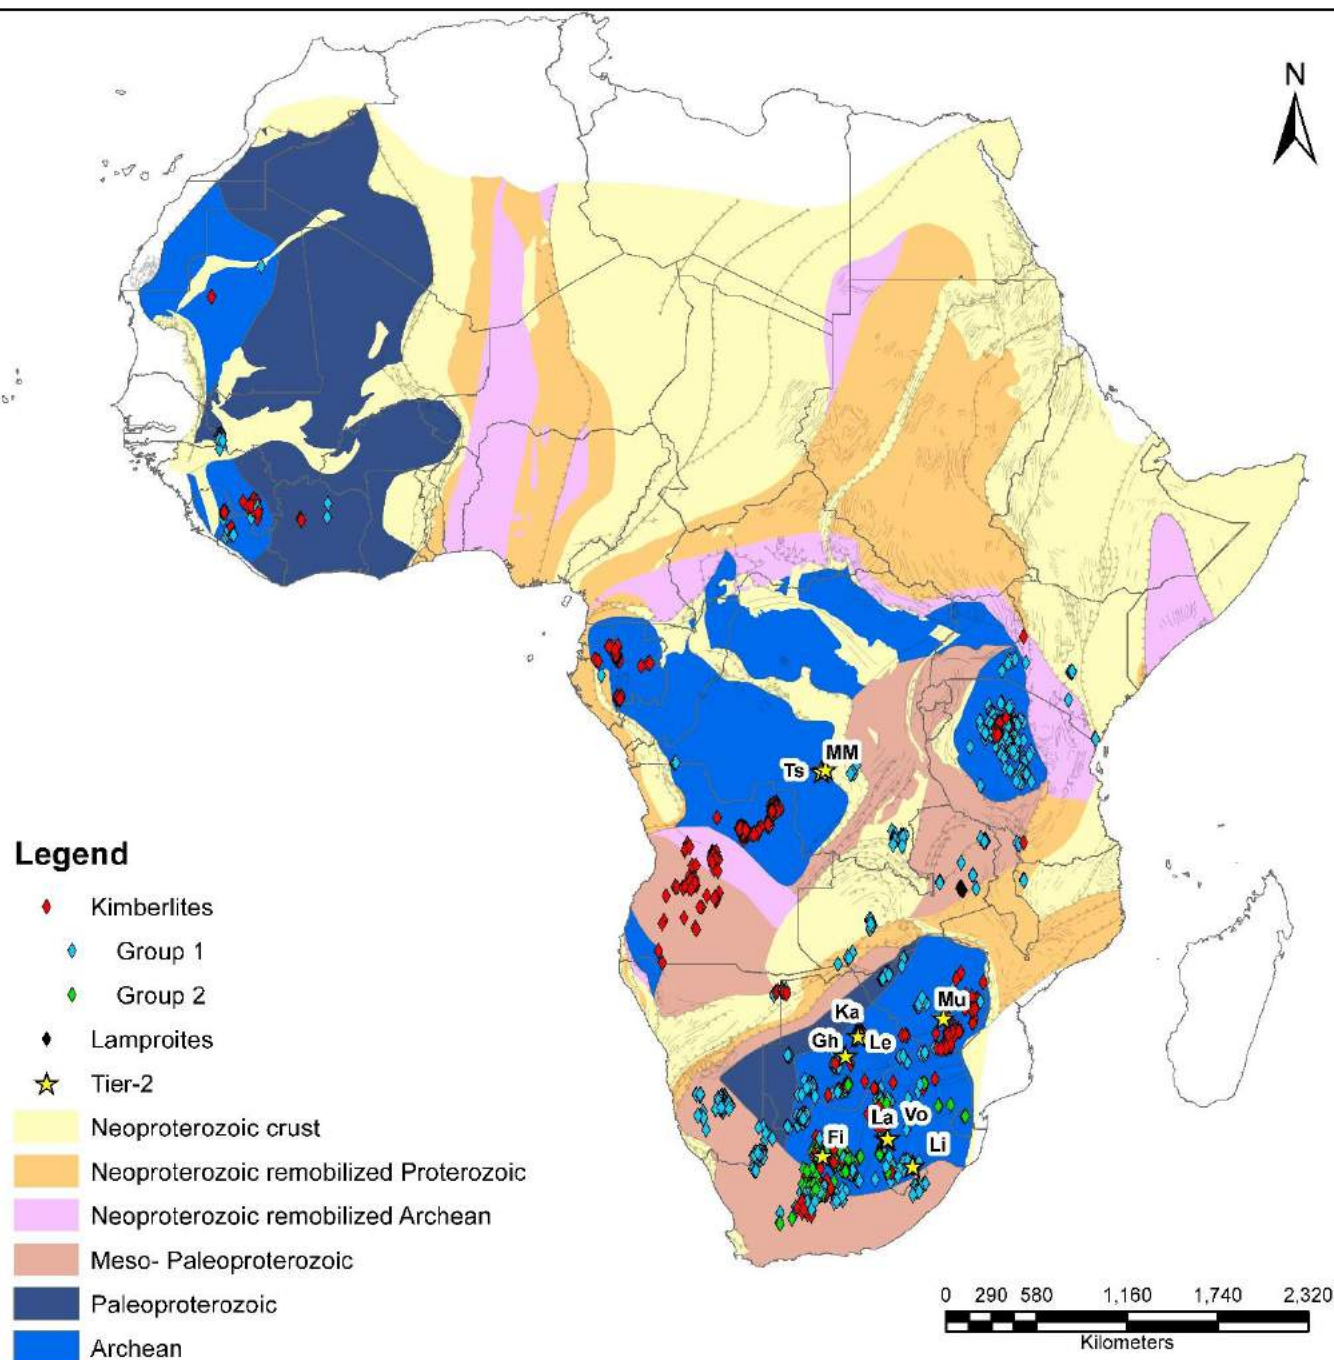 N
MM
Ts
Ka
Mu
Gh
Le
La
Vo
Fi
Li
Legend
Kimberlites
Group 1
Group 2
Lamproites
Tier-2
Neoproterozoic crust
Neoproterozoic remobilized Proterozoic
Neoproterozoic remobilized Archean
Meso- Paleoproterozoic
Paleoproterozoic
Archean
0 290 580 1,160 1,740 2,320
Kilometers